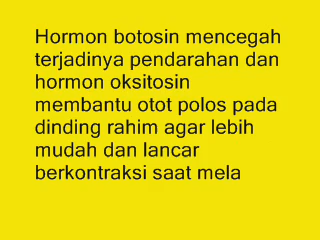 Hormon botosin mencegah
terjadinya pendarahan dan
hormon oksitosin
membantu otot polos pada
dinding rahim agar lebih
mudah dan lancar
berkontraksi saat mela